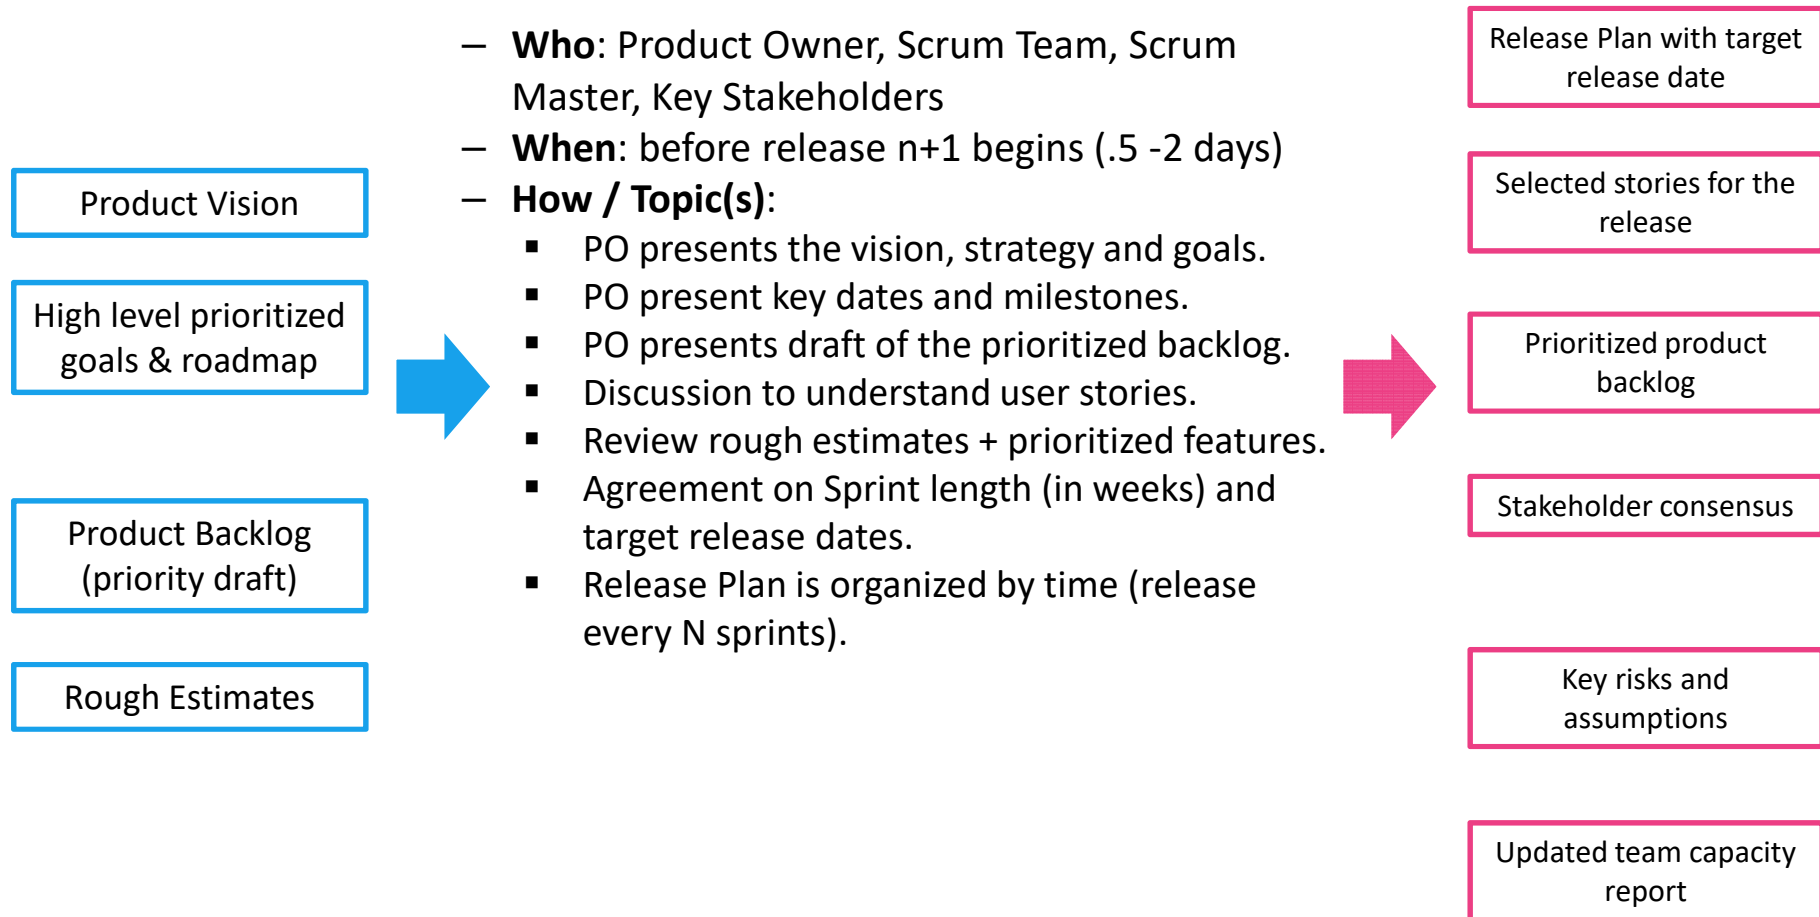 Product Vision
High level prioritized
goals & roadmap
Product Backlog
(priority draft)
Rough Estimates
– Who: Product Owner, Scrum Team, Scrum
Master, Key Stakeholders
– When: before release n+1 begins (.5 -2 days)
– How / Topic(s):
▪ PO presents the vision, strategy and goals.
▪ PO present key dates and milestones.
▪ PO presents draft of the prioritized backlog.
▪ Discussion to understand user stories.
▪ Review rough estimates + prioritized features.
▪ Agreement on Sprint length (in weeks) and
target release dates.
▪ Release Plan is organized by time (release
every N sprints).
Release Plan with target
release date
Selected stories for the
release
Prioritized product
backlog
Stakeholder consensus
Key risks and
assumptions
Updated team capacity
report